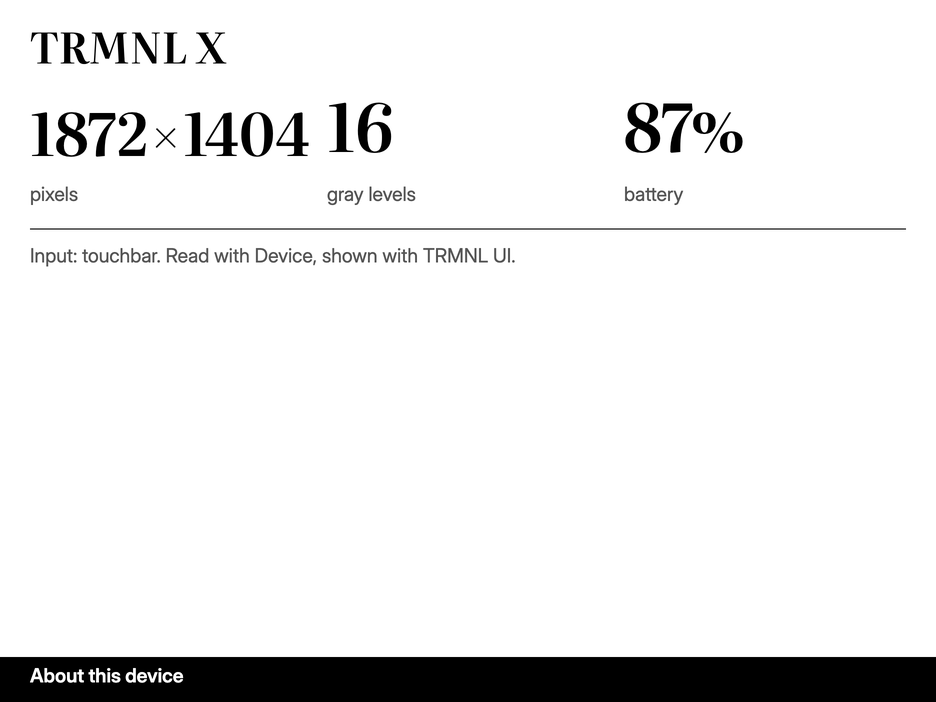 TRMNL X
1872×1404 16 87%
pixels gray levels battery
Input: touchbar. Read with Device, shown with TRMNL UI.
About this device